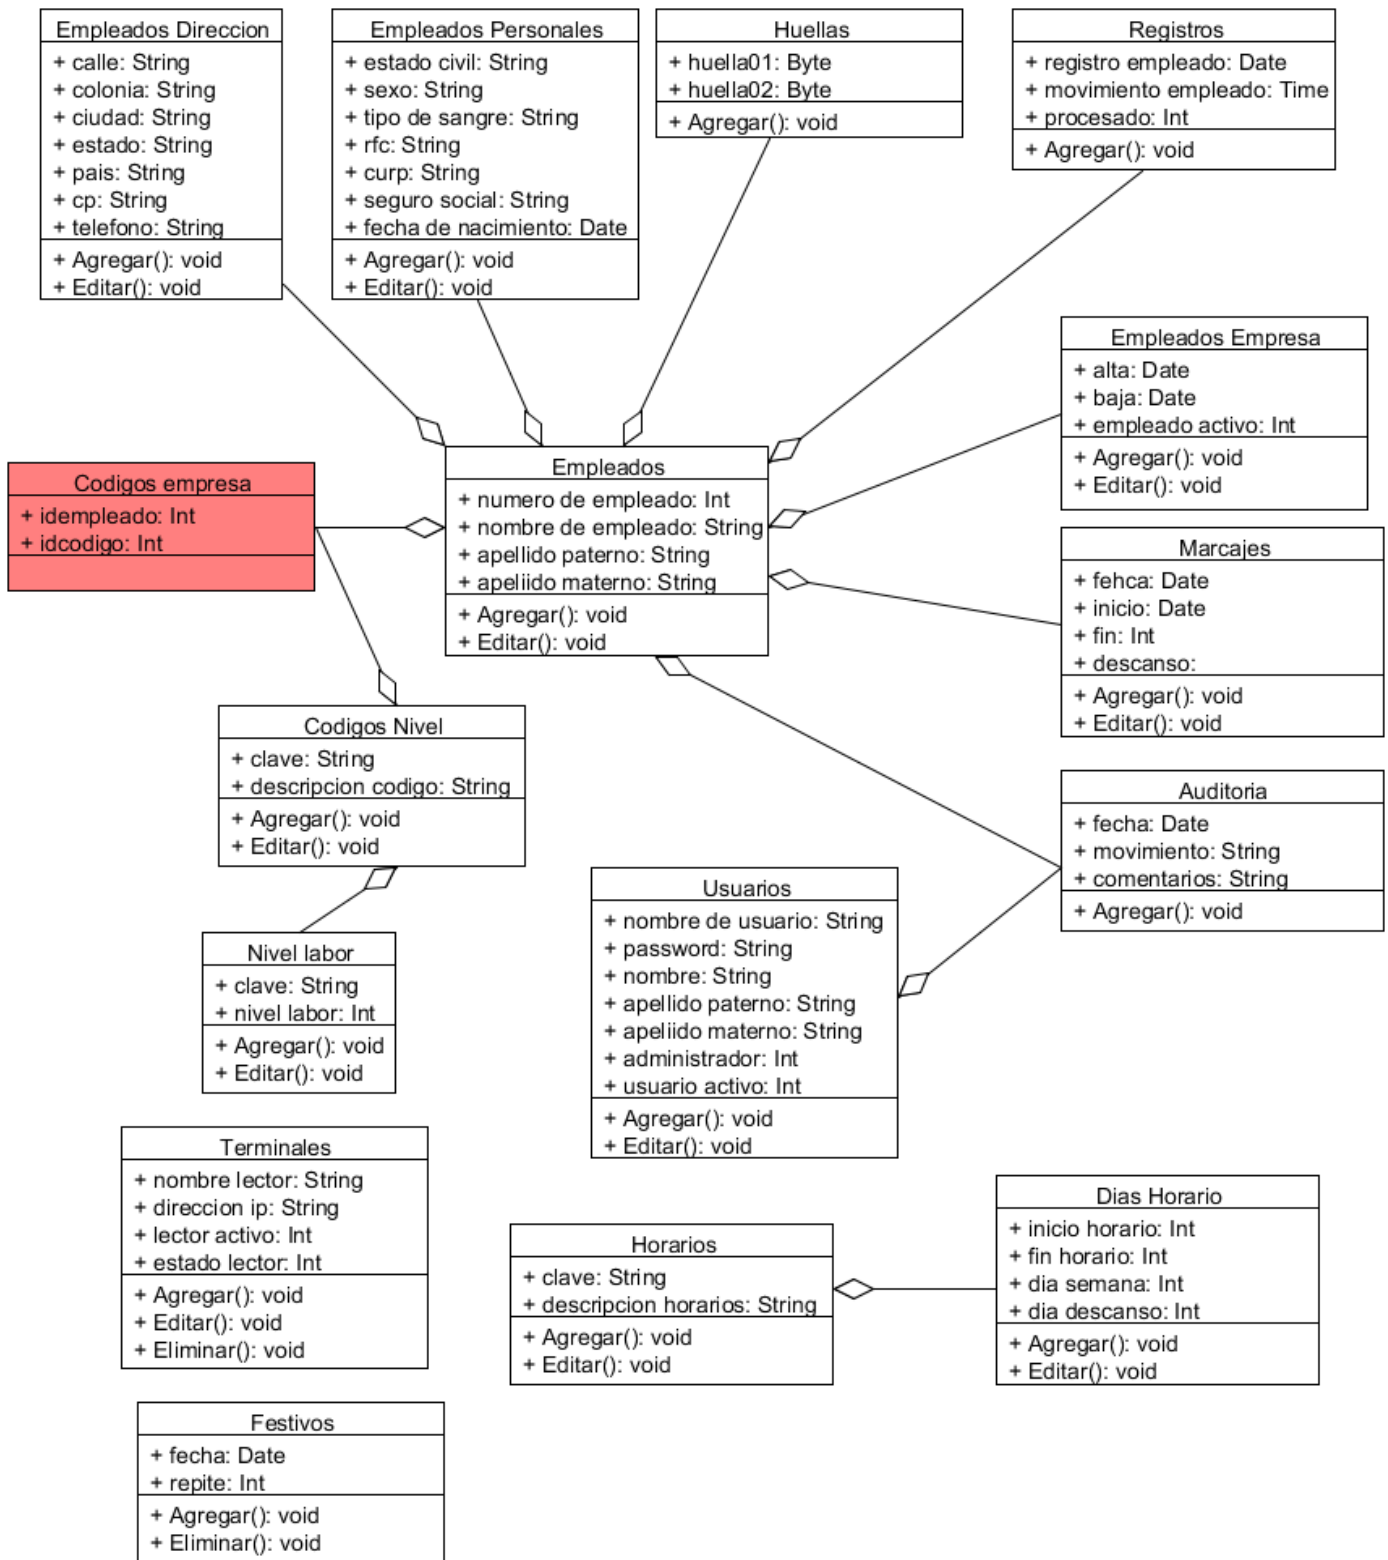 Empleados Direccion
+ calle: String
+ colonia: String
+ ciudad: String
+ estado: String
+ pais: String
+ cp: String
+ telefono: String
+ Agregar(): void
+ Editar(): void
Empleados Personales
+ estado civil: String
+ sexo: String
+ tipo de sangre: String
+ rfc: String
+ curp: String
+ seguro social: String
+ fecha de nacimiento: Date
+ Agregar(): void
+ Editar(): void
Huellas
+ huella01: Byte
+ huella02: Byte
+ Agregar(): void
Registros
+ registro empleado: Date
+ movimiento empleado: Time
+ procesado: Int
+ Agregar(): void
Empleados Empresa
+ alta: Date
+ baja: Date
+ empleado activo: Int
+ Agregar(): void
+ Editar(): void
Codigos empresa
+ idempleado: Int
+ idcodigo: Int
Empleados
+ numero de empleado: Int
+ nombre de empleado: String
+ apellido paterno: String
+ apeliido materno: String
+ Agregar(): void
+ Editar(): void
Marcajes
+ fehca: Date
+ inicio: Date
+ fin: Int
+ descanso:
+ Agregar(): void
+ Editar(): void
Codigos Nivel
+ clave: String
+ descripcion codigo: String
+ Agregar(): void
+ Editar(): void
Auditoria
+ fecha: Date
+ movimiento: String
+ comentarios: String
+ Agregar(): void
Usuarios
+ nombre de usuario: String
+ password: String
+ nombre: String
+ apellido paterno: String
+ apeliido materno: String
+ administrador: Int
+ usuario activo: Int
+ Agregar(): void
+ Editar(): void
Nivel labor
+ clave: String
+ nivel labor: Int
+ Agregar(): void
+ Editar(): void
Terminales
+ nombre lector: String
+ direccion ip: String
+ lector activo: Int
+ estado lector: Int
+ Agregar(): void
+ Editar(): void
+ Eliminar(): void
Horarios
+ clave: String
+ descripcion horarios: String
+ Agregar(): void
+ Editar(): void
Dias Horario
+ inicio horario: Int
+ fin horario: Int
+ dia semana: Int
+ dia descanso: Int
+ Agregar(): void
+ Editar(): void
Festivos
+ fecha: Date
+ repite: Int
+ Agregar(): void
+ Eliminar(): void